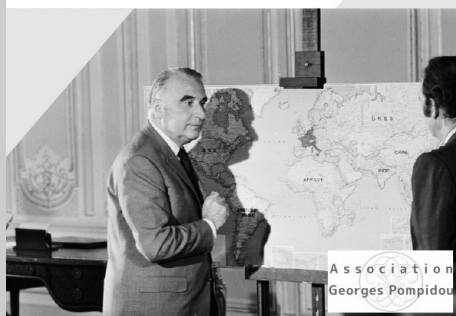 U.R.S.S
CHINE
INDE
AFRIQUE
Association
Georges Pompidou